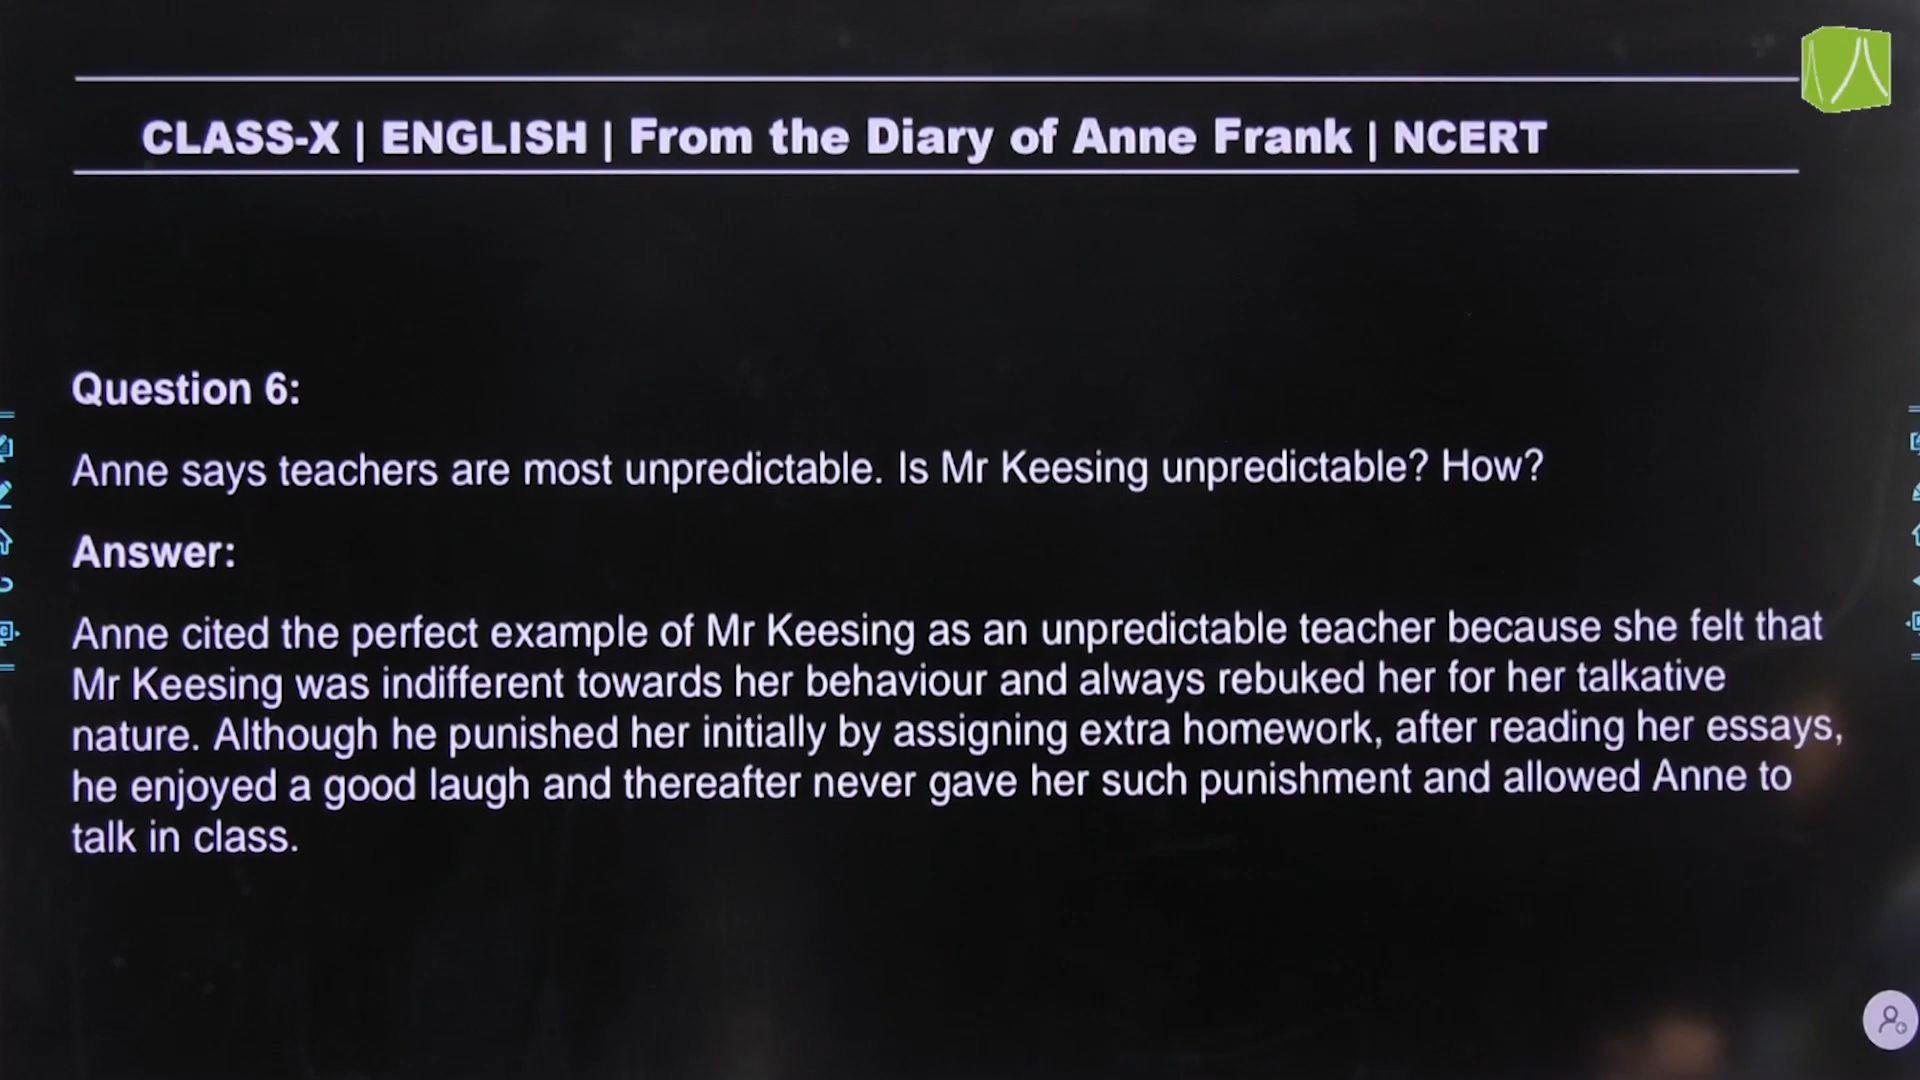 CLASS-X | ENGLISH | From the Diary of Anne Frank | NCERT
Question 6:
Anne says teachers are most unpredictable. Is Mr Keesing unpredictable? How?
Answer:
Anne cited the perfect example of Mr Keesing as an unpredictable teacher because she felt that
Mr Keesing was indifferent towards her behaviour and always rebuked her for her talkative
nature. Although he punished her initially by assigning extra homework, after reading her essays,
he enjoyed a good laugh and thereafter never gave her such punishment and allowed Anne to
talk in class.